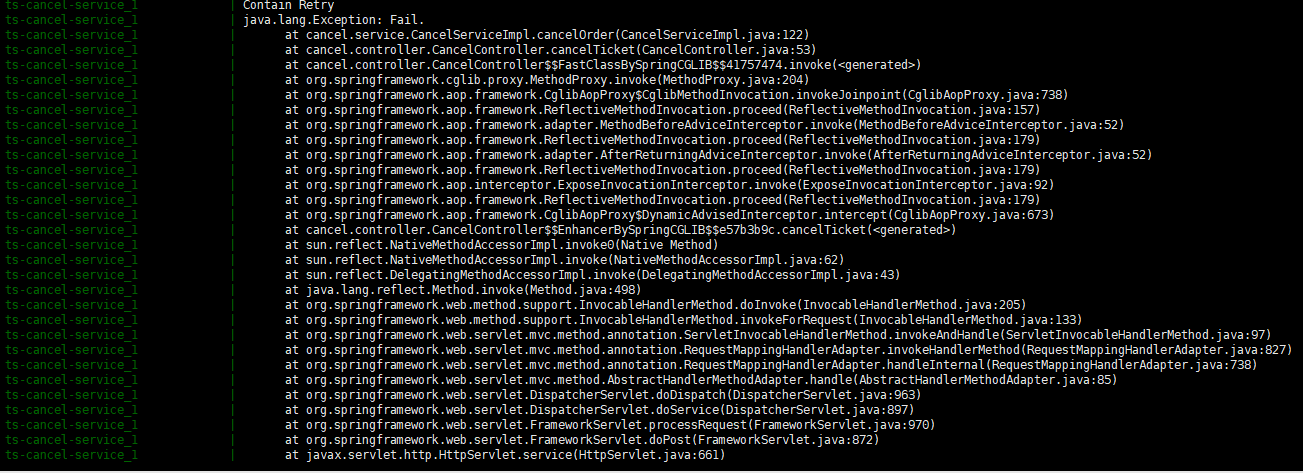 ts-cancel-service_1 | Contain Retry
ts-cancel-service_1 | java.lang.Exception: Fail.
ts-cancel-service_1 | at cancel.service.CancelServiceImpl.cancelOrder(CancelServiceImpl.java:122)
ts-cancel-service_1 | at cancel.controller.CancelController.cancelTicket(CancelController.java:53)
ts-cancel-service_1 | at cancel.controller.CancelController$$FastClassBySpringCGLIB$$41757474.invoke(<generated>)
ts-cancel-service_1 | at org.springframework.cglib.proxy.MethodProxy.invoke(MethodProxy.java:204)
ts-cancel-service_1 | at org.springframework.aop.framework.CglibAopProxy$CglibMethodInvocation.invokeJoinpoint(CglibAopProxy.java:738)
ts-cancel-service_1 | at org.springframework.aop.framework.ReflectiveMethodInvocation.proceed(ReflectiveMethodInvocation.java:157)
ts-cancel-service_1 | at org.springframework.aop.framework.adapter.MethodBeforeAdviceInterceptor.invoke(MethodBeforeAdviceInterceptor.java:52)
ts-cancel-service_1 | at org.springframework.aop.framework.ReflectiveMethodInvocation.proceed(ReflectiveMethodInvocation.java:179)
ts-cancel-service_1 | at org.springframework.aop.framework.adapter.AfterReturningAdviceInterceptor.invoke(AfterReturningAdviceInterceptor.java:52)
ts-cancel-service_1 | at org.springframework.aop.framework.ReflectiveMethodInvocation.proceed(ReflectiveMethodInvocation.java:179)
ts-cancel-service_1 | at org.springframework.aop.interceptor.ExposeInvocationInterceptor.invoke(ExposeInvocationInterceptor.java:92)
ts-cancel-service_1 | at org.springframework.aop.framework.ReflectiveMethodInvocation.proceed(ReflectiveMethodInvocation.java:179)
ts-cancel-service_1 | at org.springframework.aop.framework.CglibAopProxy$DynamicAdvisedInterceptor.intercept(CglibAopProxy.java:673)
ts-cancel-service_1 | at cancel.controller.CancelController$$EnhancerBySpringCGLIB$$e57b3b9c.cancelTicket(<generated>)
ts-cancel-service_1 | at sun.reflect.NativeMethodAccessorImpl.invoke0(Native Method)
ts-cancel-service_1 | at sun.reflect.NativeMethodAccessorImpl.invoke(NativeMethodAccessorImpl.java:62)
ts-cancel-service_1 | at sun.reflect.DelegatingMethodAccessorImpl.invoke(DelegatingMethodAccessorImpl.java:43)
ts-cancel-service_1 | at java.lang.reflect.Method.invoke(Method.java:498)
ts-cancel-service_1 | at org.springframework.web.method.support.InvocableHandlerMethod.doInvoke(InvocableHandlerMethod.java:205)
ts-cancel-service_1 | at org.springframework.web.method.support.InvocableHandlerMethod.invokeForRequest(InvocableHandlerMethod.java:133)
ts-cancel-service_1 | at org.springframework.web.servlet.mvc.method.annotation.ServletInvocableHandlerMethod.invokeAndHandle(ServletInvocableHandlerMethod.java:97)
ts-cancel-service_1 | at org.springframework.web.servlet.mvc.method.annotation.RequestMappingHandlerAdapter.invokeHandlerMethod(RequestMappingHandlerAdapter.java:827)
ts-cancel-service_1 | at org.springframework.web.servlet.mvc.method.annotation.RequestMappingHandlerAdapter.handleInternal(RequestMappingHandlerAdapter.java:738)
ts-cancel-service_1 | at org.springframework.web.servlet.mvc.method.AbstractHandlerMethodAdapter.handle(AbstractHandlerMethodAdapter.java:85)
ts-cancel-service_1 | at org.springframework.web.servlet.DispatcherServlet.doDispatch(DispatcherServlet.java:963)
ts-cancel-service_1 | at org.springframework.web.servlet.DispatcherServlet.doService(DispatcherServlet.java:897)
ts-cancel-service_1 | at org.springframework.web.servlet.FrameworkServlet.processRequest(FrameworkServlet.java:970)
ts-cancel-service_1 | at org.springframework.web.servlet.FrameworkServlet.doPost(FrameworkServlet.java:872)
ts-cancel-service_1 | at javax.servlet.http.HttpServlet.service(HttpServlet.java:661)